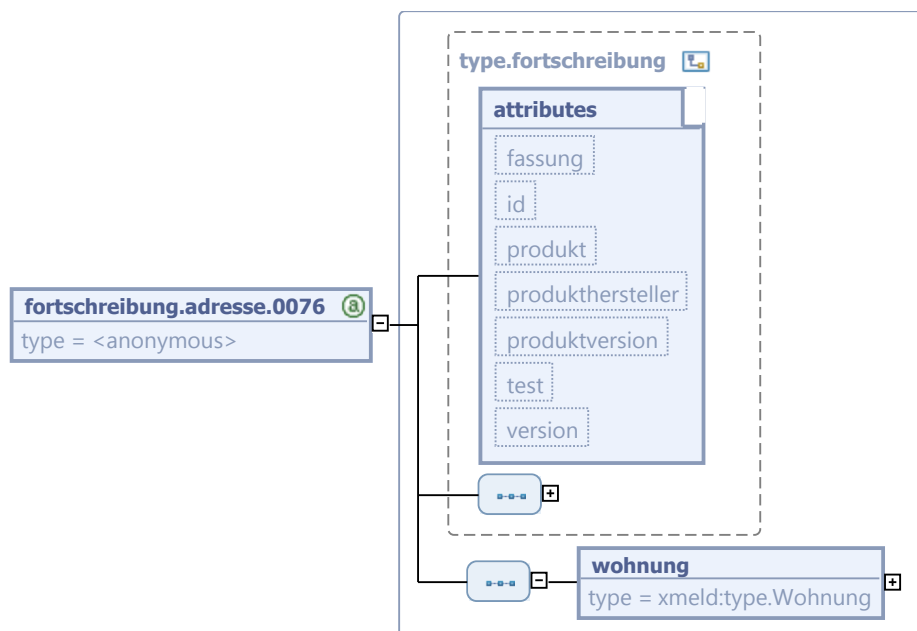 type.fortschreibung
attributes
fassung
id
produkt
produkthersteller
produktversion
test
version
fortschreibung.adresse.0076 a
type = <anonymous>
wohnung
type = xmeld:type.Wohnung